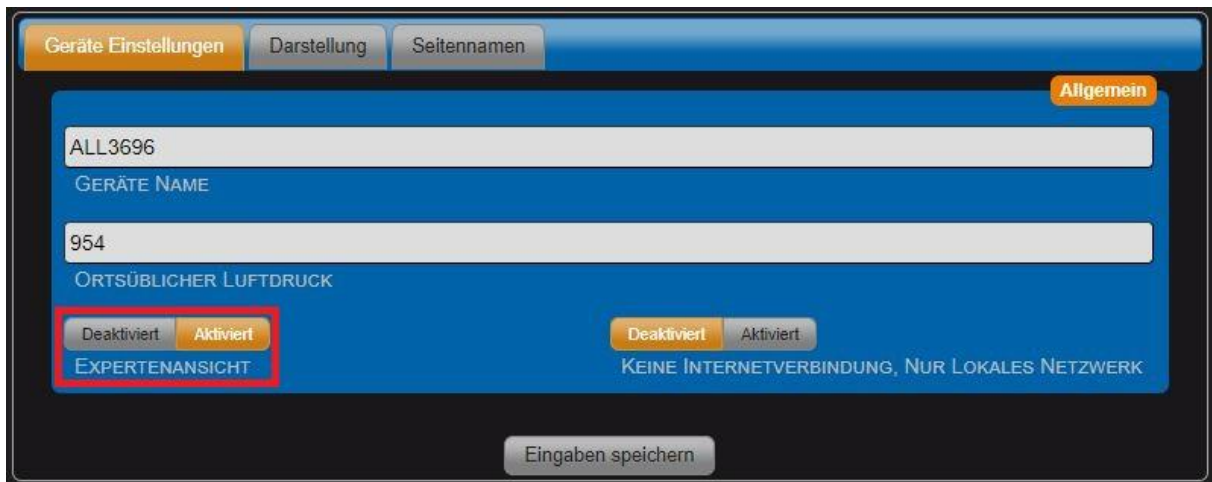 Geräte Einstellungen Darstellung Seitennamen
Allgemein
ALL3696
Geräte Name
954
Ortsüblicher Luftdruck
Deaktiviert Aktiviert Deaktiviert Aktiviert
Expertenansicht Keine Internetverbindung, Nur Lokales Netzwerk
Eingaben speichern